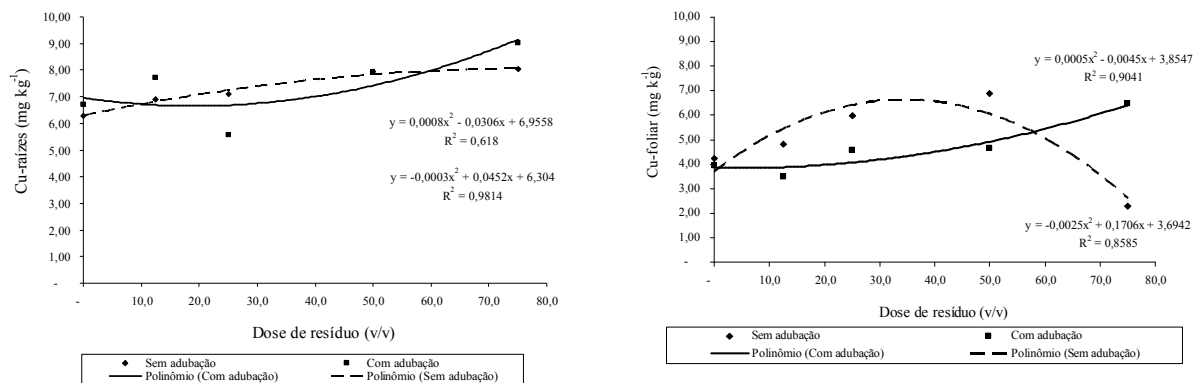 10,00
9,00
8,00
7,00
6,00
5,00
4,00
3,00
2,00
1,00
-
Cu-raízes (mg kg-1)
y = 0,0008x2 - 0,0306x + 6,9558
R2 = 0,618
y = -0,0003x2 + 0,0452x + 6,304
R2 = 0,9814
- 10,0 20,0 30,0 40,0 50,0 60,0 70,0 80,0
Dose de resíduo (v/v)
Sem adubação Com adubação
Polinômio (Com adubação) Polinômio (Sem adubação)
10,00
9,00
8,00
7,00
6,00
5,00
4,00
3,00
2,00
1,00
-
Cu-foliar (mg kg-1)
y = 0,0005x2 - 0,0045x + 3,8547
R2 = 0,9041
y = -0,0025x2 + 0,1706x + 3,6942
R2 = 0,8585
- 10,0 20,0 30,0 40,0 50,0 60,0 70,0 80,0
Dose de resíduo (v/v)
Sem adubação Com adubação
Polinômio (Com adubação) Polinômio (Sem adubação)